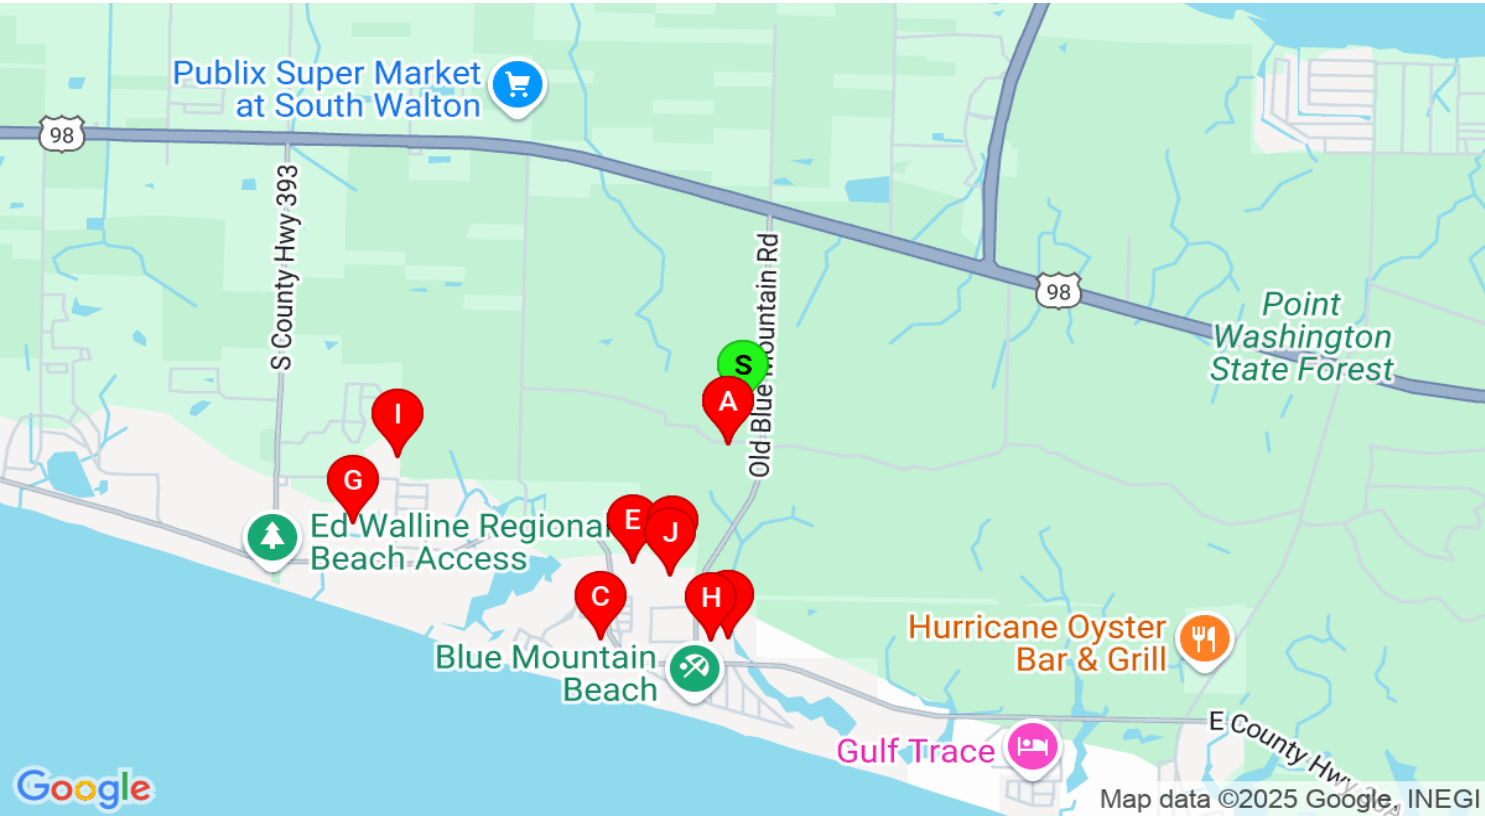 Publix Super Market
at South Walton
98
S County Hwy 393
Old Blue Mountain Rd
98
Point
Washington
State Forest
S
A
I
G
E
J
C
H
Ed Walline Regional
Beach Access
Blue Mountain
Beach
Hurricane Oyster
Bar & Grill
Gulf Trace
E County Hwy 30A
Google
Map data ©2025 Google, INEGI